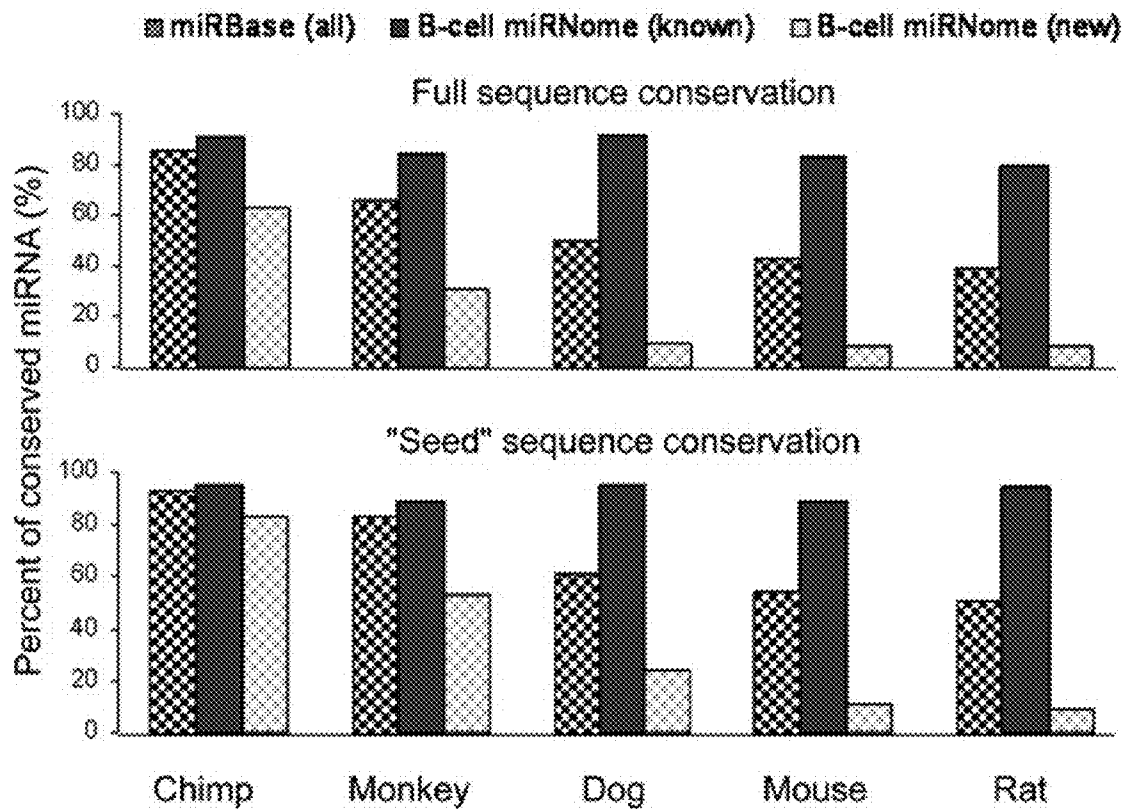 miRBase (all) B-cell miRNome (known) B-cell miRNome (new)
Full sequence conservation
100
80
60
40
20
0
"Seed" sequence conservation
100
80
60
40
20
0
Percent of conserved miRNA (%)
Chimp Monkey Dog Mouse Rat